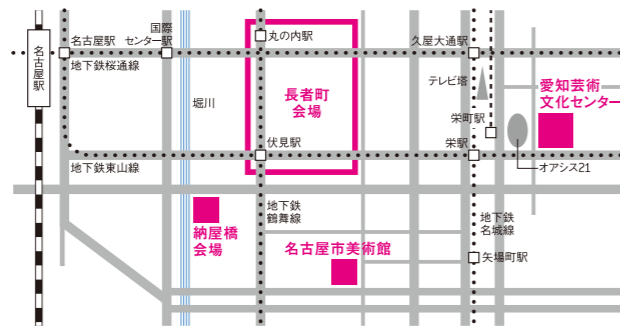 国際
センター駅
丸の内駅
名古屋駅
久屋大通駅
名古屋駅
地下鉄桜通線
テレビ塔
長者町
会場
堀川
愛知芸術
文化センター
栄町駅
伏見駅
栄駅
オアシス21
地下鉄東山線
納屋橋
会場
地下鉄
鶴舞線
地下鉄
名城線
名古屋市美術館
矢場町駅